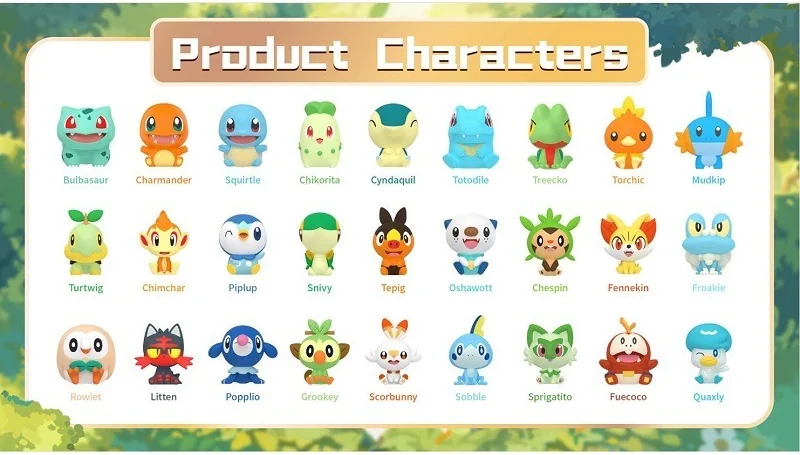 Product Characters
Bulbasaur Charmander Squirtle Chikorita Cyndaquil Totodile Treecko Torchic Mudkip
Turtwig Chimchar Piplup Snivy Tepig Oshawott Chespin Fennekin Froakie
Rowlet Litten Popplio Grookey Scorbunny Sobble Sprigatito Fuecoco Quaxly